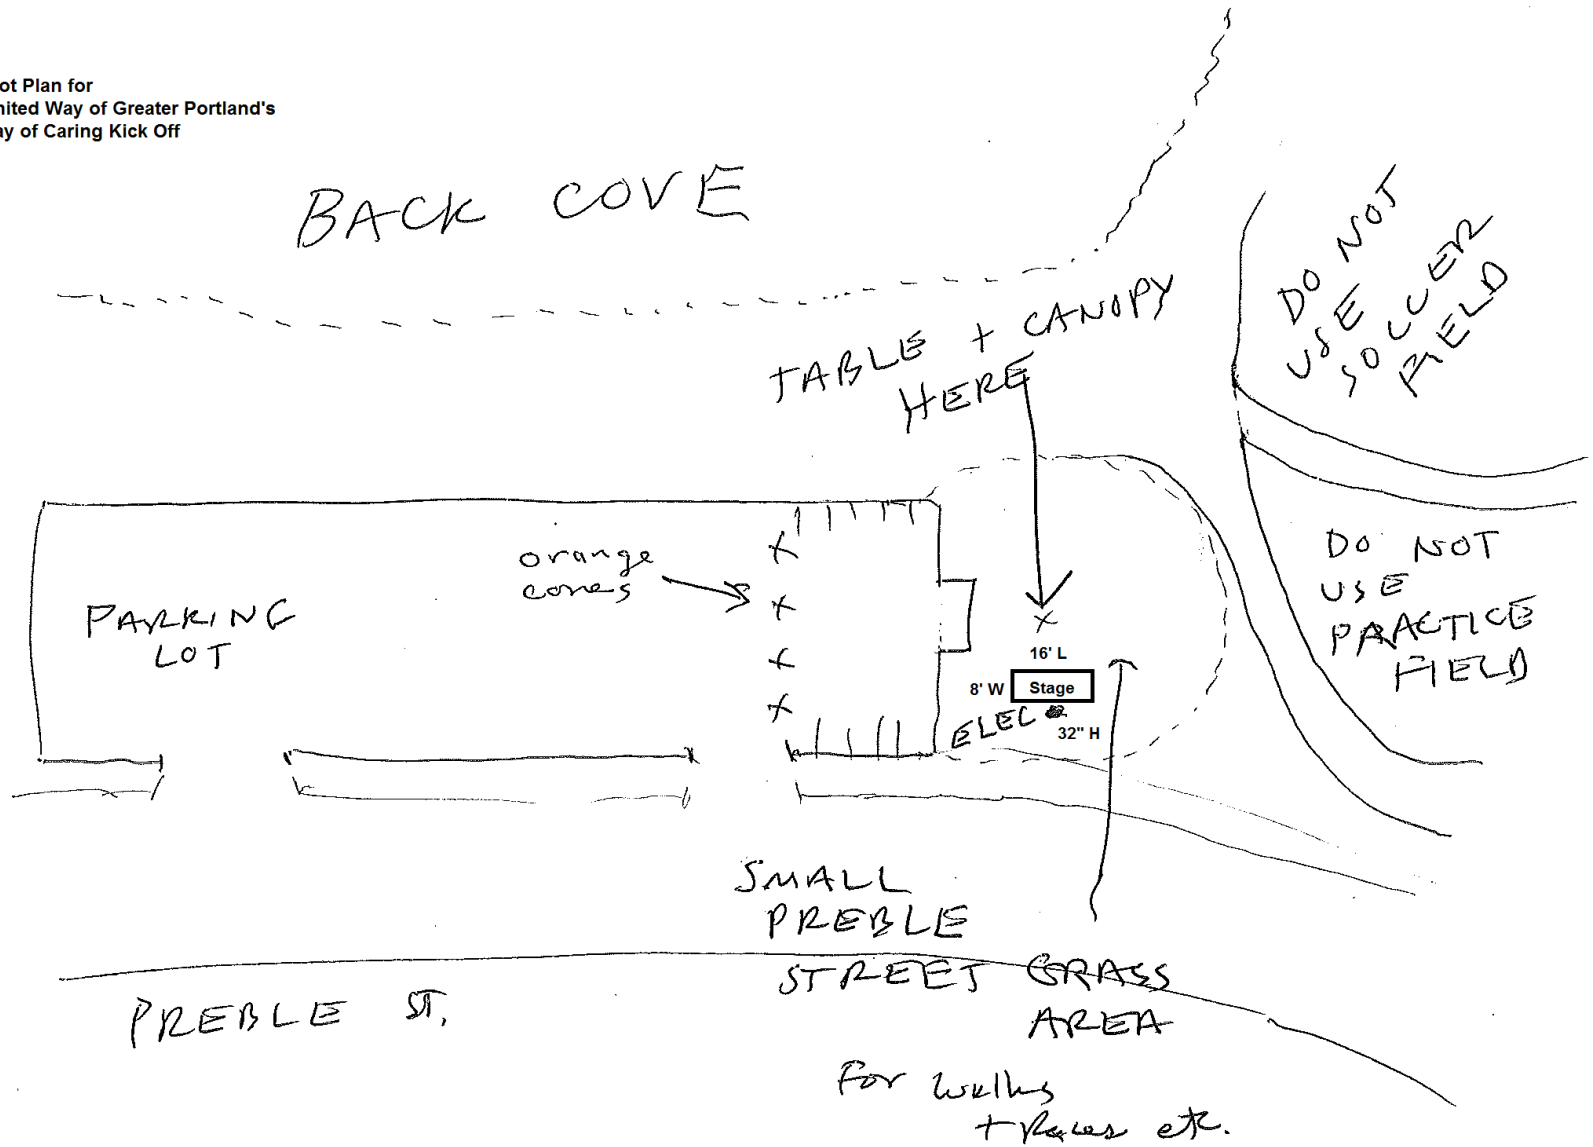 ot Plan for
nited Way of Greater Portland's
ay of Caring Kick Off
BACK COVE
DO NOT
USE
SOCCER
FIELD
TABLE + CANOPY
HERE
orange
cones
X
X
X
X
PARKING
LOT
DO NOT
USE
PRACTICE
FIELD
X
16' L
8' W Stage
ELEC
32" H
SMALL
PREBLE
STREET GRASS
AREA
PREBLE ST.
For walks
+ Races etc.